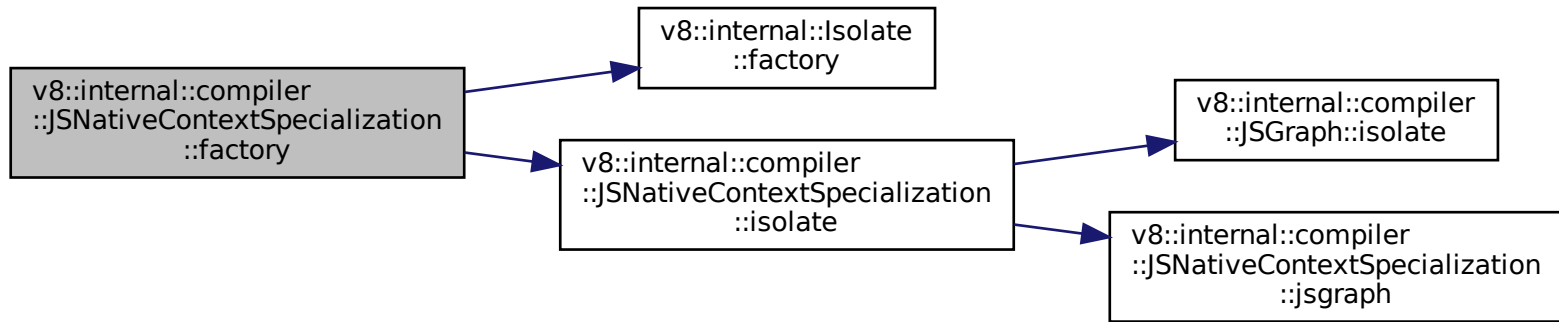 v8::internal::compiler
::JSNativeContextSpecialization
::factory
v8::internal::Isolate
::factory
v8::internal::compiler
::JSNativeContextSpecialization
::isolate
v8::internal::compiler
::JSGraph::isolate
v8::internal::compiler
::JSNativeContextSpecialization
::jsgraph